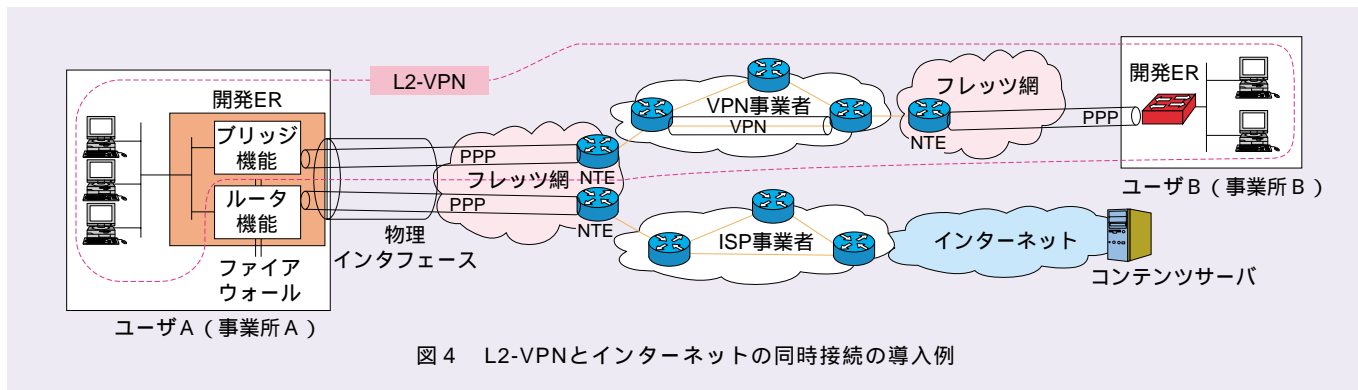 L2-VPN
開発ER
ブリッジ
機能
ルータ
機能
ファイア
ウォール
ユーザA（事業所A）
物理
インタフェース
PPP
フレッツ網
PPP
NTE
NTE
VPN事業者
VPN
フレッツ網
NTE
PPP
開発ER
ユーザB（事業所B）
ISP事業者
インターネット
コンテンツサーバ
図4　L2-VPNとインターネットの同時接続の導入例